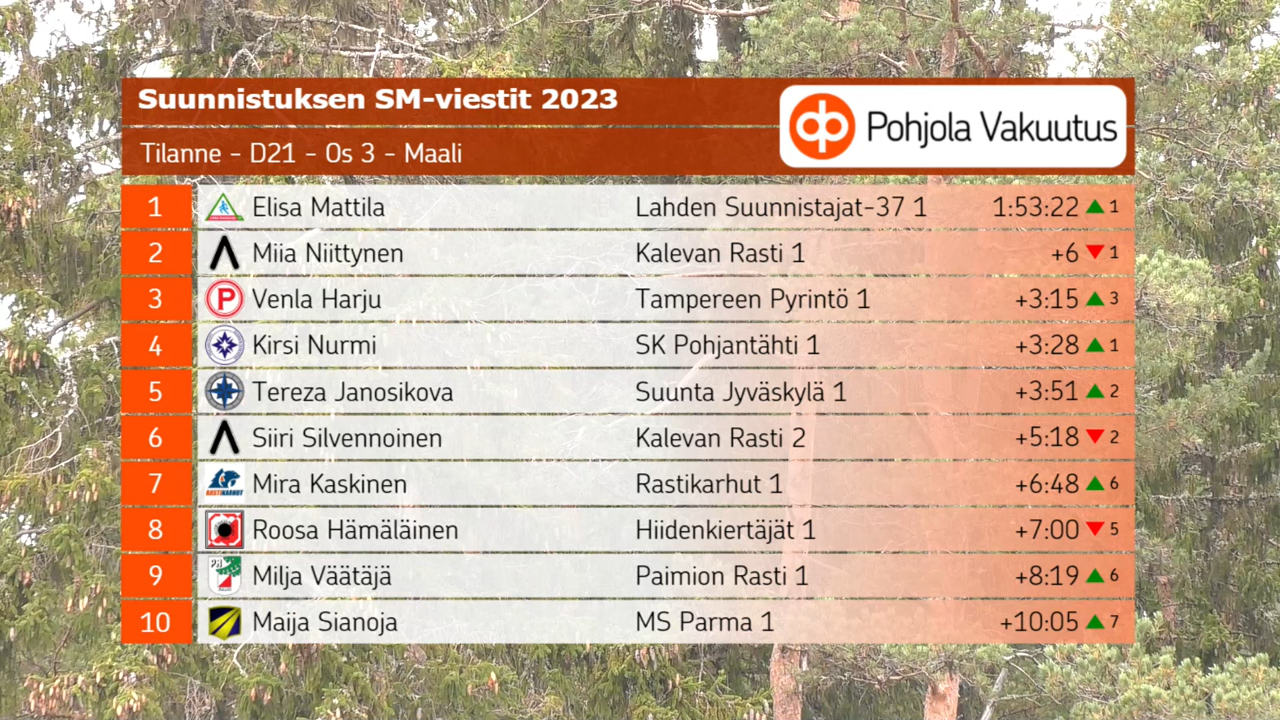 Suunnistuksen SM-viestit 2023
Tilanne - D21 - Os 3 - Maali
op Pohjola Vakuutus
1 Elisa Mattila Lahden Suunnistajat-37 1 1:53:22 1
2 Miia Niittynen Kalevan Rasti 1 +6 1
3 P Venla Harju Tampereen Pyrintö 1 +3:15 3
4 Kirsi Nurmi SK Pohjantähti 1 +3:28 1
5 Tereza Janosikova Suunta Jyväskylä 1 +3:51 2
6 Siiri Silvennoinen Kalevan Rasti 2 +5:18 2
7 RASTIKARHUT Mira Kaskinen Rastikarhut 1 +6:48 6
8 Roosa Hämäläinen Hiidenkiertäjät 1 +7:00 5
9 PR Milja Väätäjä Paimion Rasti 1 +8:19 6
10 Maija Sianoja MS Parma 1 +10:05 7